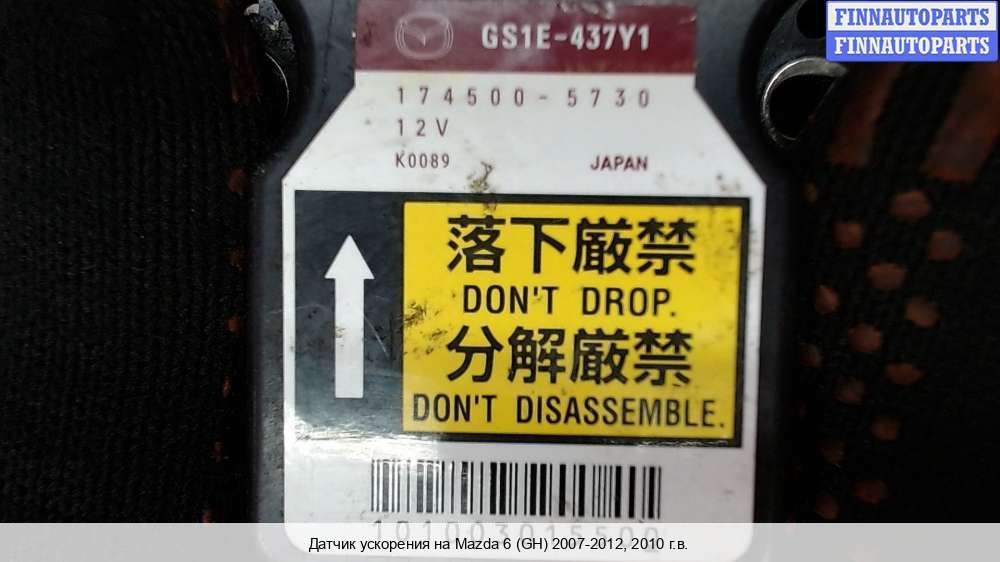 FINNAUTOPARTS
FINNAUTOPARTS
GS1E-437Y1
174500-5730
12V
K0089 JAPAN
落下厳禁
DON'T DROP.
分解厳禁
DON'T DISASSEMBLE.
101003015500
Датчик ускорения на Mazda 6 (GH) 2007-2012, 2010 г.в.